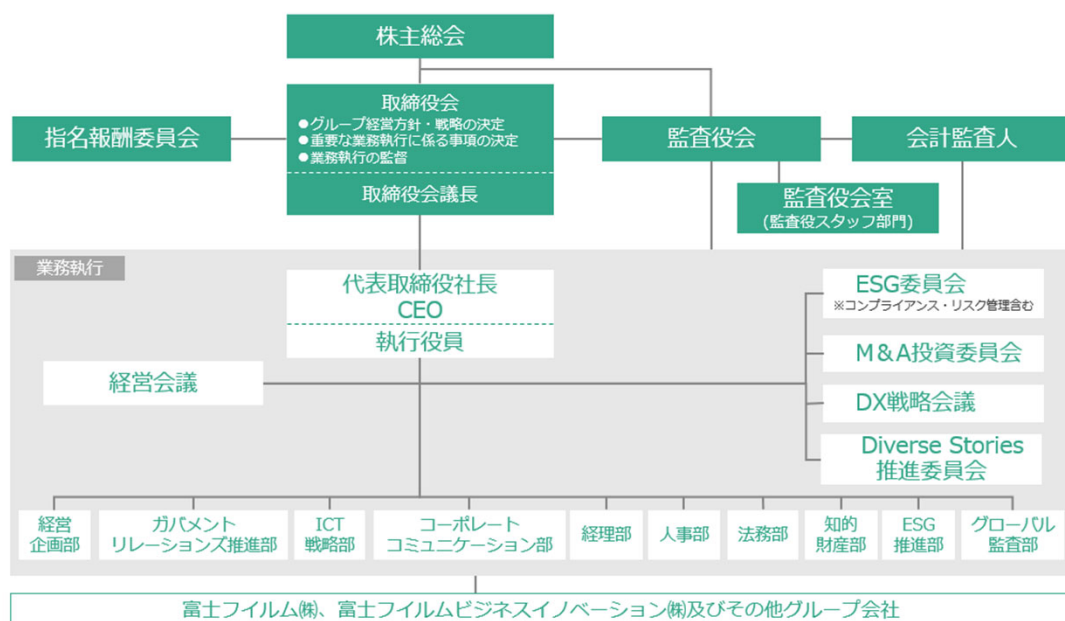 株主総会
取締役会
●グループ経営方針・戦略の決定
●重要な業務執行に係る事項の決定
●業務執行の監督
取締役会議長
指名報酬委員会
監査役会
会計監査人
監査役会室
(監査役スタッフ部門)
業務執行
代表取締役社長
CEO
執行役員
経営会議
ESG委員会
※コンプライアンス・リスク管理含む
M&A投資委員会
DX戦略会議
Diverse Stories
推進委員会
経営
企画部
ガバメント
リレーションズ推進部
ICT
戦略部
コーポレート
コミュニケーション部
経理部
人事部
法務部
知的
財産部
ESG
推進部
グローバル
監査部
富士フイルム㈱、富士フイルムビジネスイノベーション㈱及びその他グループ会社